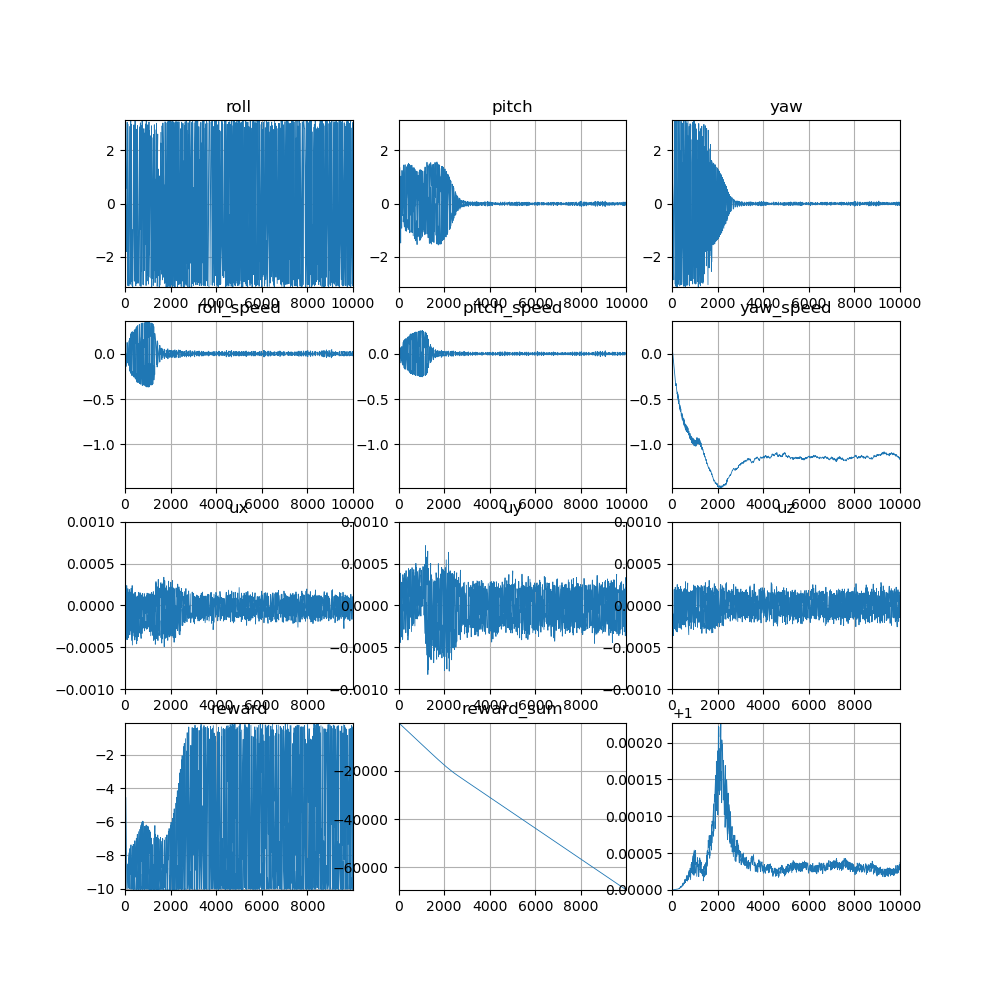 roll pitch yaw
2 2 2
0 0 0
−2 −2 −2
0 2000 4000 6000 8000 10000 0 2000 4000 6000 8000 10000 0 2000 4000 6000 8000 10000
roll_speed pitch_speed yaw_speed
0.0 0.0 0.0
−0.5 −0.5 −0.5
−1.0 −1.0 −1.0
0 2000 4000 6000 8000 10000 0 2000 4000 6000 8000 10000 0 2000 4000 6000 8000 10000
ux uy uz
0.0010 0.0010 0.0010
0.0005 0.0005 0.0005
0.0000 0.0000 0.0000
−0.0005 −0.0005 −0.0005
−0.0010 −0.0010 −0.0010
0 2000 4000 6000 8000 0 2000 4000 6000 8000 0 2000 4000 6000 8000
reward reward_sum +1
−2 0.00020
−4 −20000 0.00015
−6 −40000 0.00010
−8 −60000 0.00005
−10 0.00000
0 2000 4000 6000 8000 0 2000 4000 6000 8000 0 2000 4000 6000 8000 10000